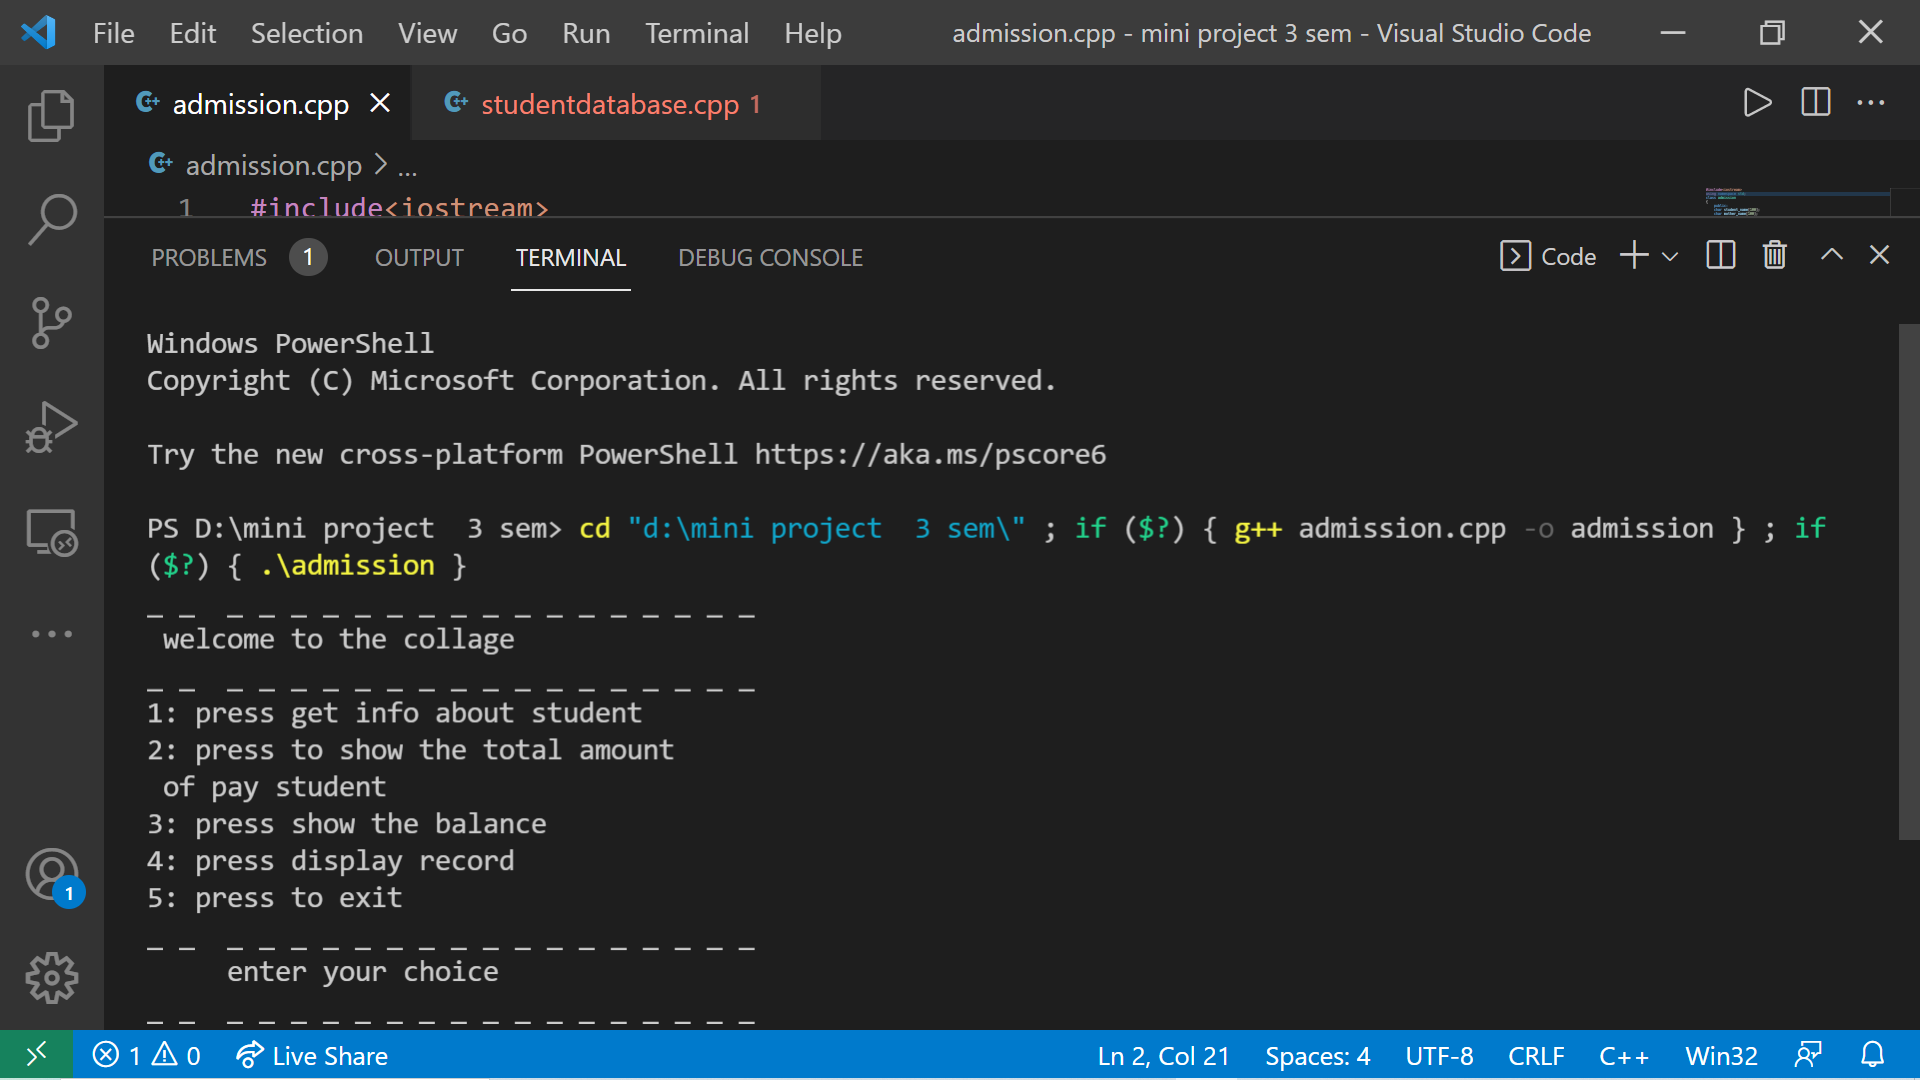 File Edit Selection View Go Run Terminal Help admission.cpp - mini project 3 sem - Visual Studio Code
admission.cpp studentdatabase.cpp 1
admission.cpp > ...
1 #include<iostream>
PROBLEMS 1 OUTPUT TERMINAL DEBUG CONSOLE Code
Windows PowerShell
Copyright (C) Microsoft Corporation. All rights reserved.
Try the new cross-platform PowerShell https://aka.ms/pscore6
PS D:\mini project  3 sem> cd "d:\mini project  3 sem\" ; if ($?) { g++ admission.cpp -o admission } ; if
($?) { .\admission }
_ _  _ _ _ _ _ _ _ _ _ _ _ _ _ _ _ _ _
welcome to the collage
_ _  _ _ _ _ _ _ _ _ _ _ _ _ _ _ _ _ _
1: press get info about student
2: press to show the total amount
of pay student
3: press show the balance
4: press display record
5: press to exit
_ _  _ _ _ _ _ _ _ _ _ _ _ _ _ _ _ _ _
enter your choice
_ _  _ _ _ _ _ _ _ _ _ _ _ _ _ _ _ _ _
1
1 0 Live Share Ln 2, Col 21 Spaces: 4 UTF-8 CRLF C++ Win32